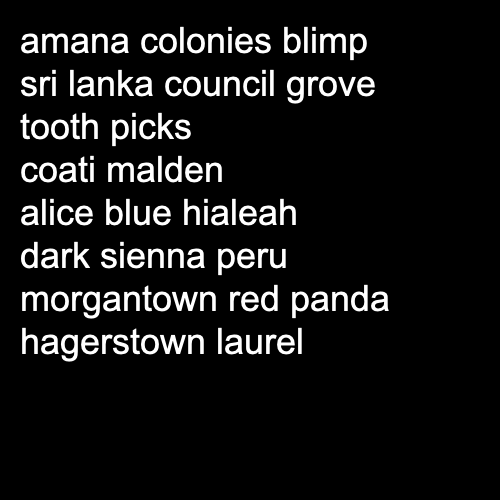 amana colonies blimp
sri lanka council grove
tooth picks
coati malden
alice blue hialeah
dark sienna peru
morgantown red panda
hagerstown laurel